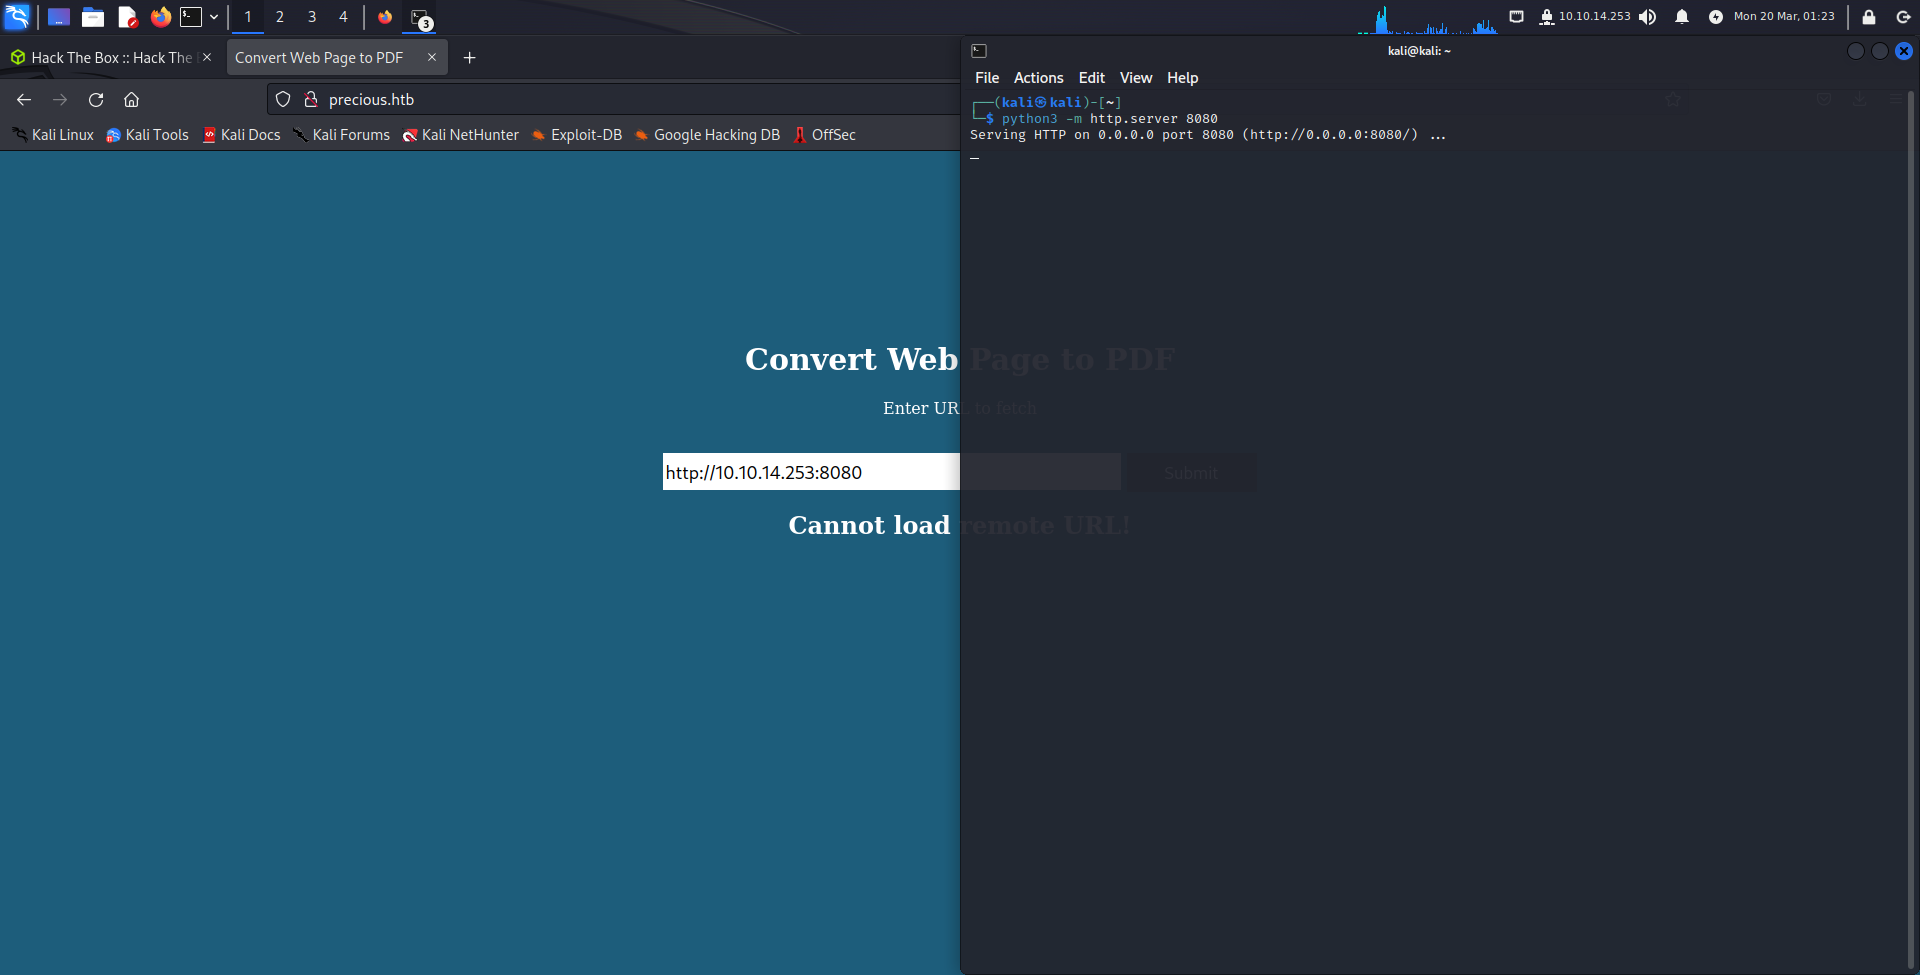 1 2 3 4 3 10.10.14.253 Mon 20 Mar, 01:23
Hack The Box :: Hack The Convert Web Page to PDF
precious.htb
Kali Linux Kali Tools Kali Docs Kali Forums Kali NetHunter Exploit-DB Google Hacking DB OffSec
Convert Web Page to PDF
Enter URL to fetch
http://10.10.14.253:8080 Submit
Cannot load remote URL!
kali@kali: ~
File Actions Edit View Help
┌──(kali㉿kali)-[~]
└─$ python3 -m http.server 8080
Serving HTTP on 0.0.0.0 port 8080 (http://0.0.0.0:8080/) ...